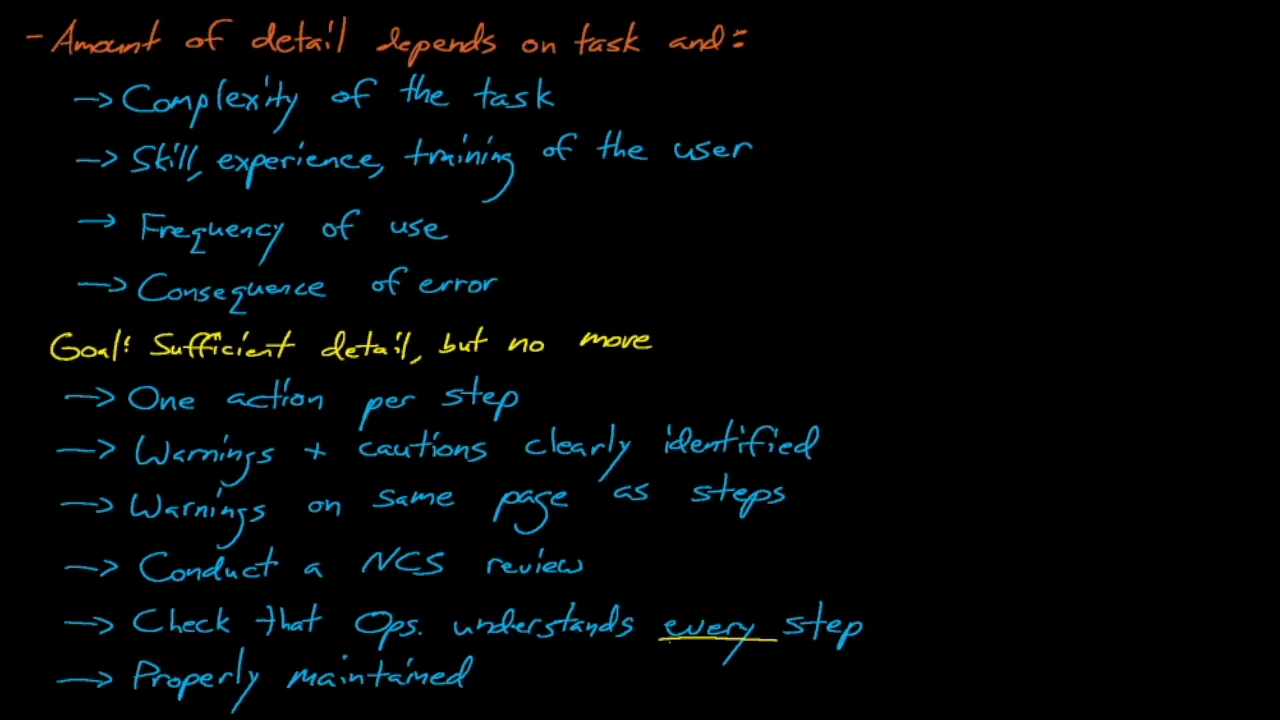 - Amount of detail depends on task and:
-> Complexity of the task
-> Skill, experience, training of the user
-> Frequency of use
-> Consequence of error
Goal: Sufficient detail, but no more
-> One action per step
-> Warnings + cautions clearly identified
-> Warnings on same page as steps
-> Conduct a NCS review
-> Check that Ops. understands every step
-> Properly maintained